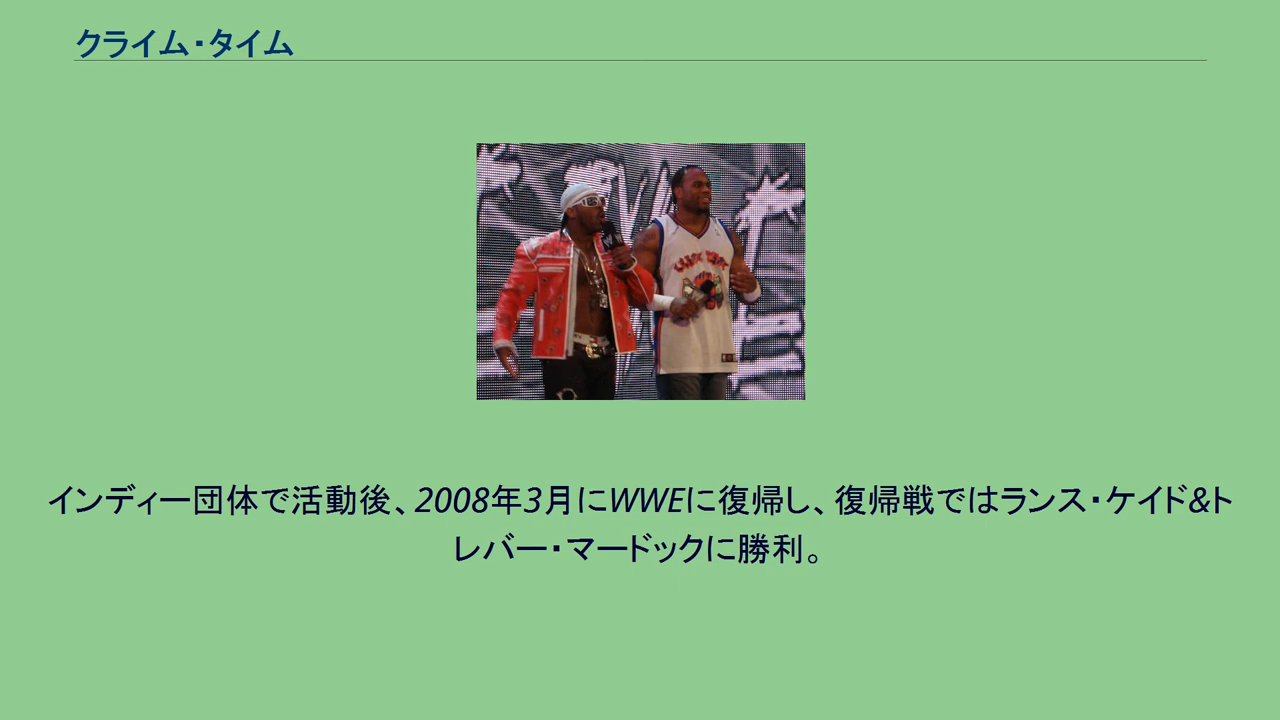 クライム・タイム
インディー団体で活動後、2008年3月にWWEに復帰し、復帰戦ではランス・ケイド&ト
レバー・マードックに勝利。